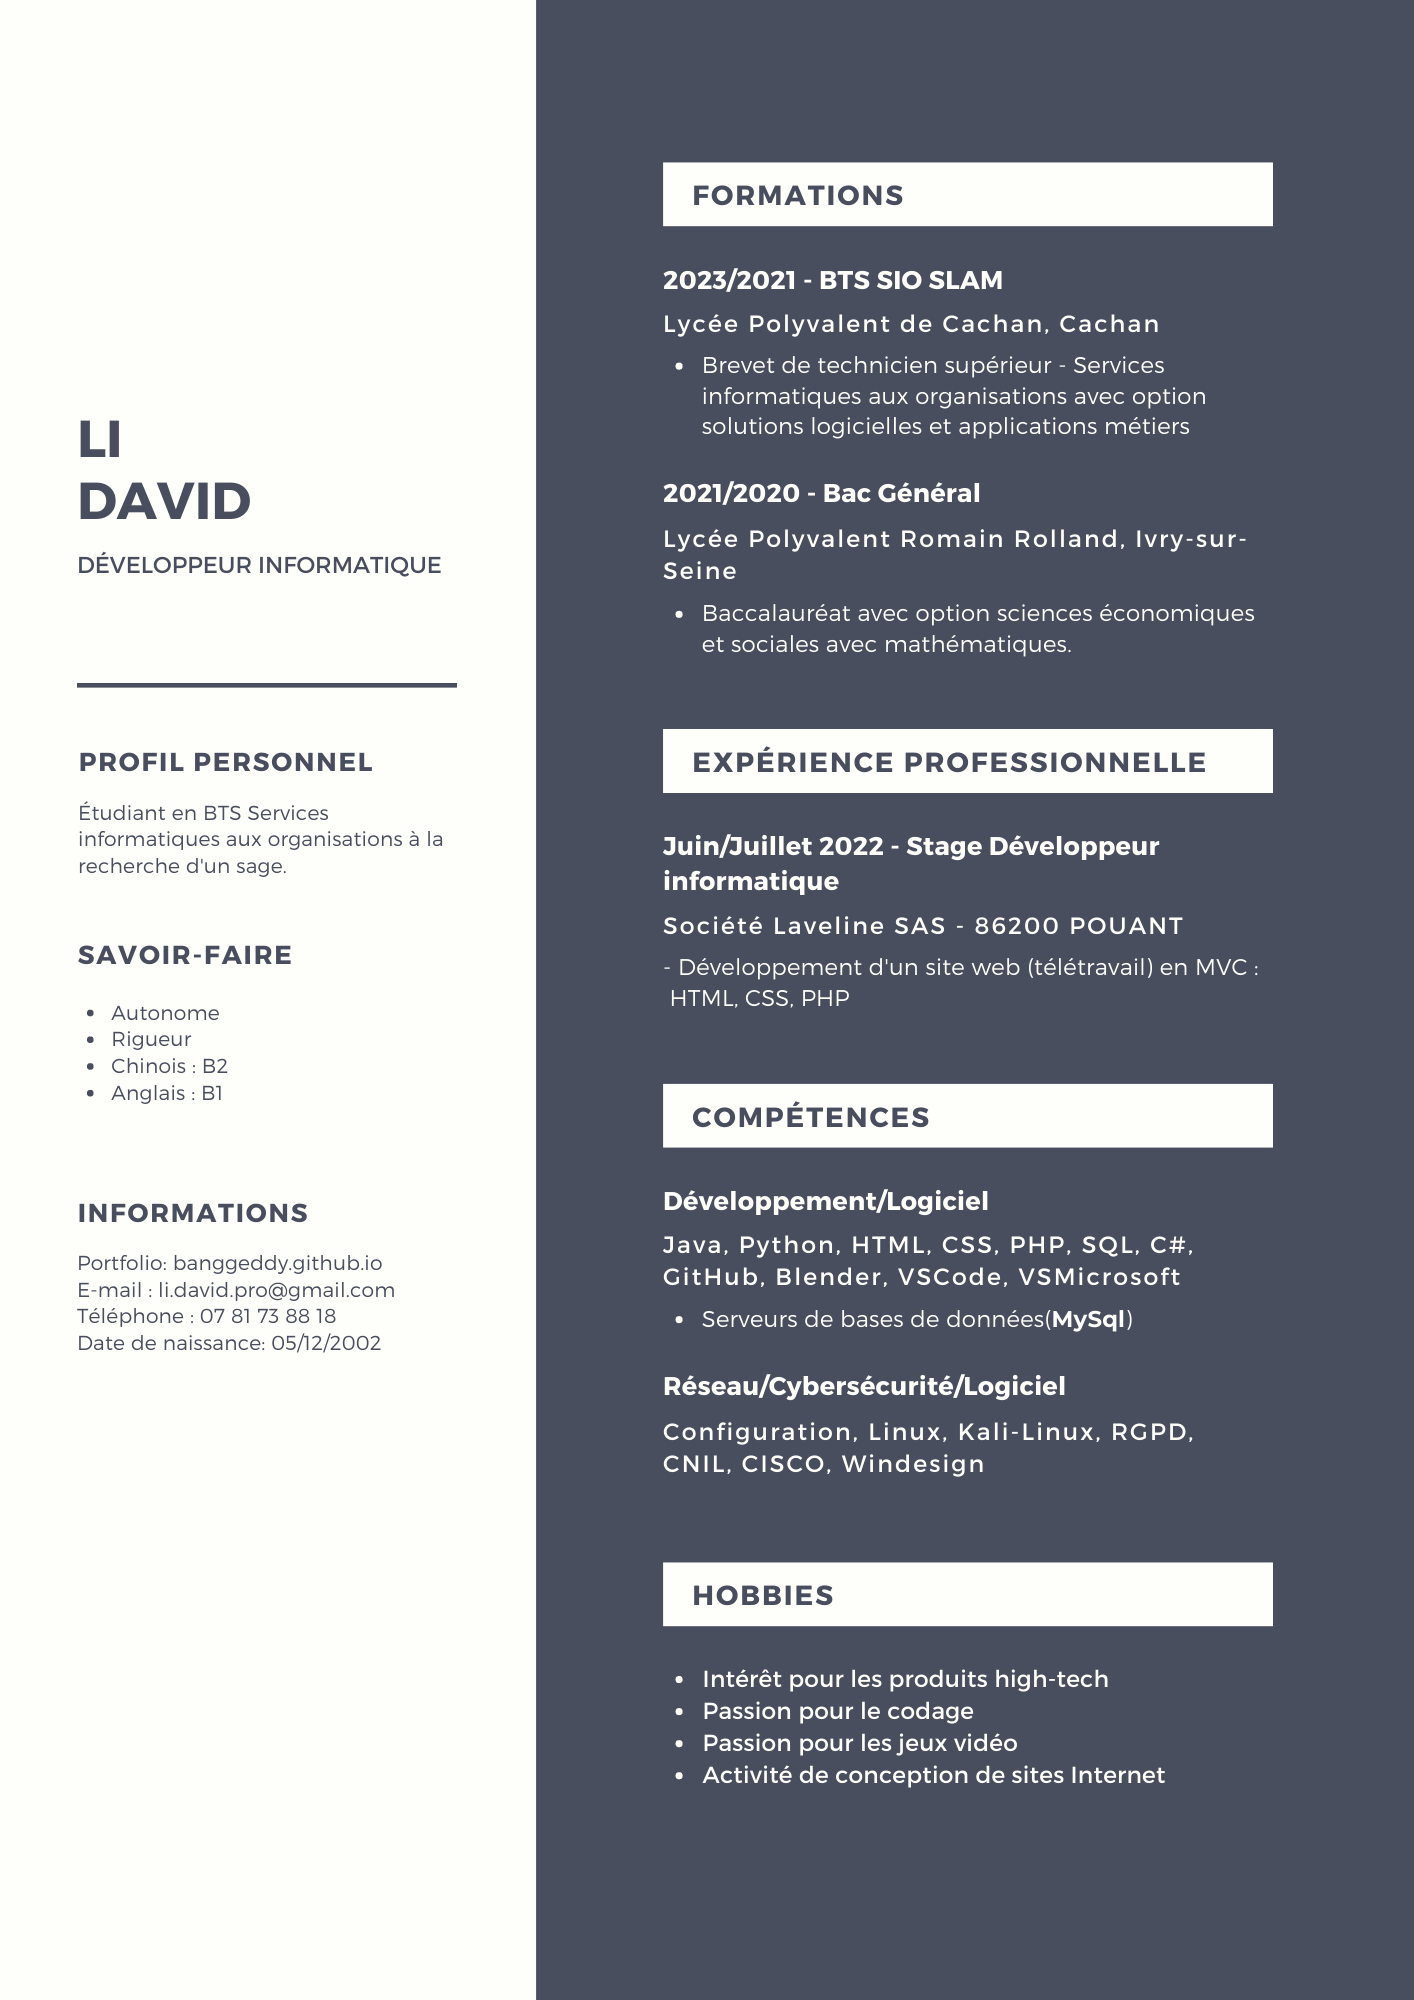 LI
DAVID
DÉVELOPPEUR INFORMATIQUE
PROFIL PERSONNEL
Étudiant en BTS Services
informatiques aux organisations à la
recherche d'un sage.
SAVOIR-FAIRE
• Autonome
• Rigueur
• Chinois : B2
• Anglais : B1
INFORMATIONS
Portfolio: banggeddy.github.io
E-mail : li.david.pro@gmail.com
Téléphone : 07 81 73 88 18
Date de naissance: 05/12/2002
FORMATIONS
2023/2021 - BTS SIO SLAM
Lycée Polyvalent de Cachan, Cachan
• Brevet de technicien supérieur - Services
informatiques aux organisations avec option
solutions logicielles et applications métiers
2021/2020 - Bac Général
Lycée Polyvalent Romain Rolland, Ivry-sur-
Seine
• Baccalauréat avec option sciences économiques
et sociales avec mathématiques.
EXPÉRIENCE PROFESSIONNELLE
Juin/Juillet 2022 - Stage Développeur
informatique
Société Laveline SAS - 86200 POUANT
- Développement d'un site web (télétravail) en MVC :
HTML, CSS, PHP
COMPÉTENCES
Développement/Logiciel
Java, Python, HTML, CSS, PHP, SQL, C#,
GitHub, Blender, VSCode, VSMicrosoft
• Serveurs de bases de données(MySql)
Réseau/Cybersécurité/Logiciel
Configuration, Linux, Kali-Linux, RGPD,
CNIL, CISCO, Windesign
HOBBIES
• Intérêt pour les produits high-tech
• Passion pour le codage
• Passion pour les jeux vidéo
• Activité de conception de sites Internet